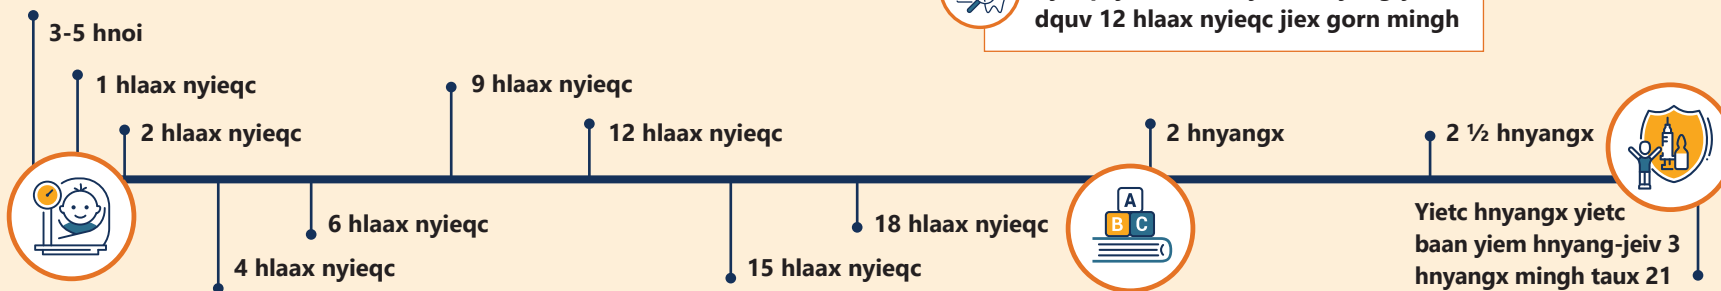 dquv 12 hlaax nyieqc jiex gorn mingh
3-5 hnoi
1 hlaax nyieqc
2 hlaax nyieqc
4 hlaax nyieqc
6 hlaax nyieqc
9 hlaax nyieqc
12 hlaax nyieqc
15 hlaax nyieqc
18 hlaax nyieqc
A
B C
2 hnyangx
2 ½ hnyangx
Yietc hnyangx yietc
baan yiem hnyang-jeiv 3
hnyangx mingh taux 21